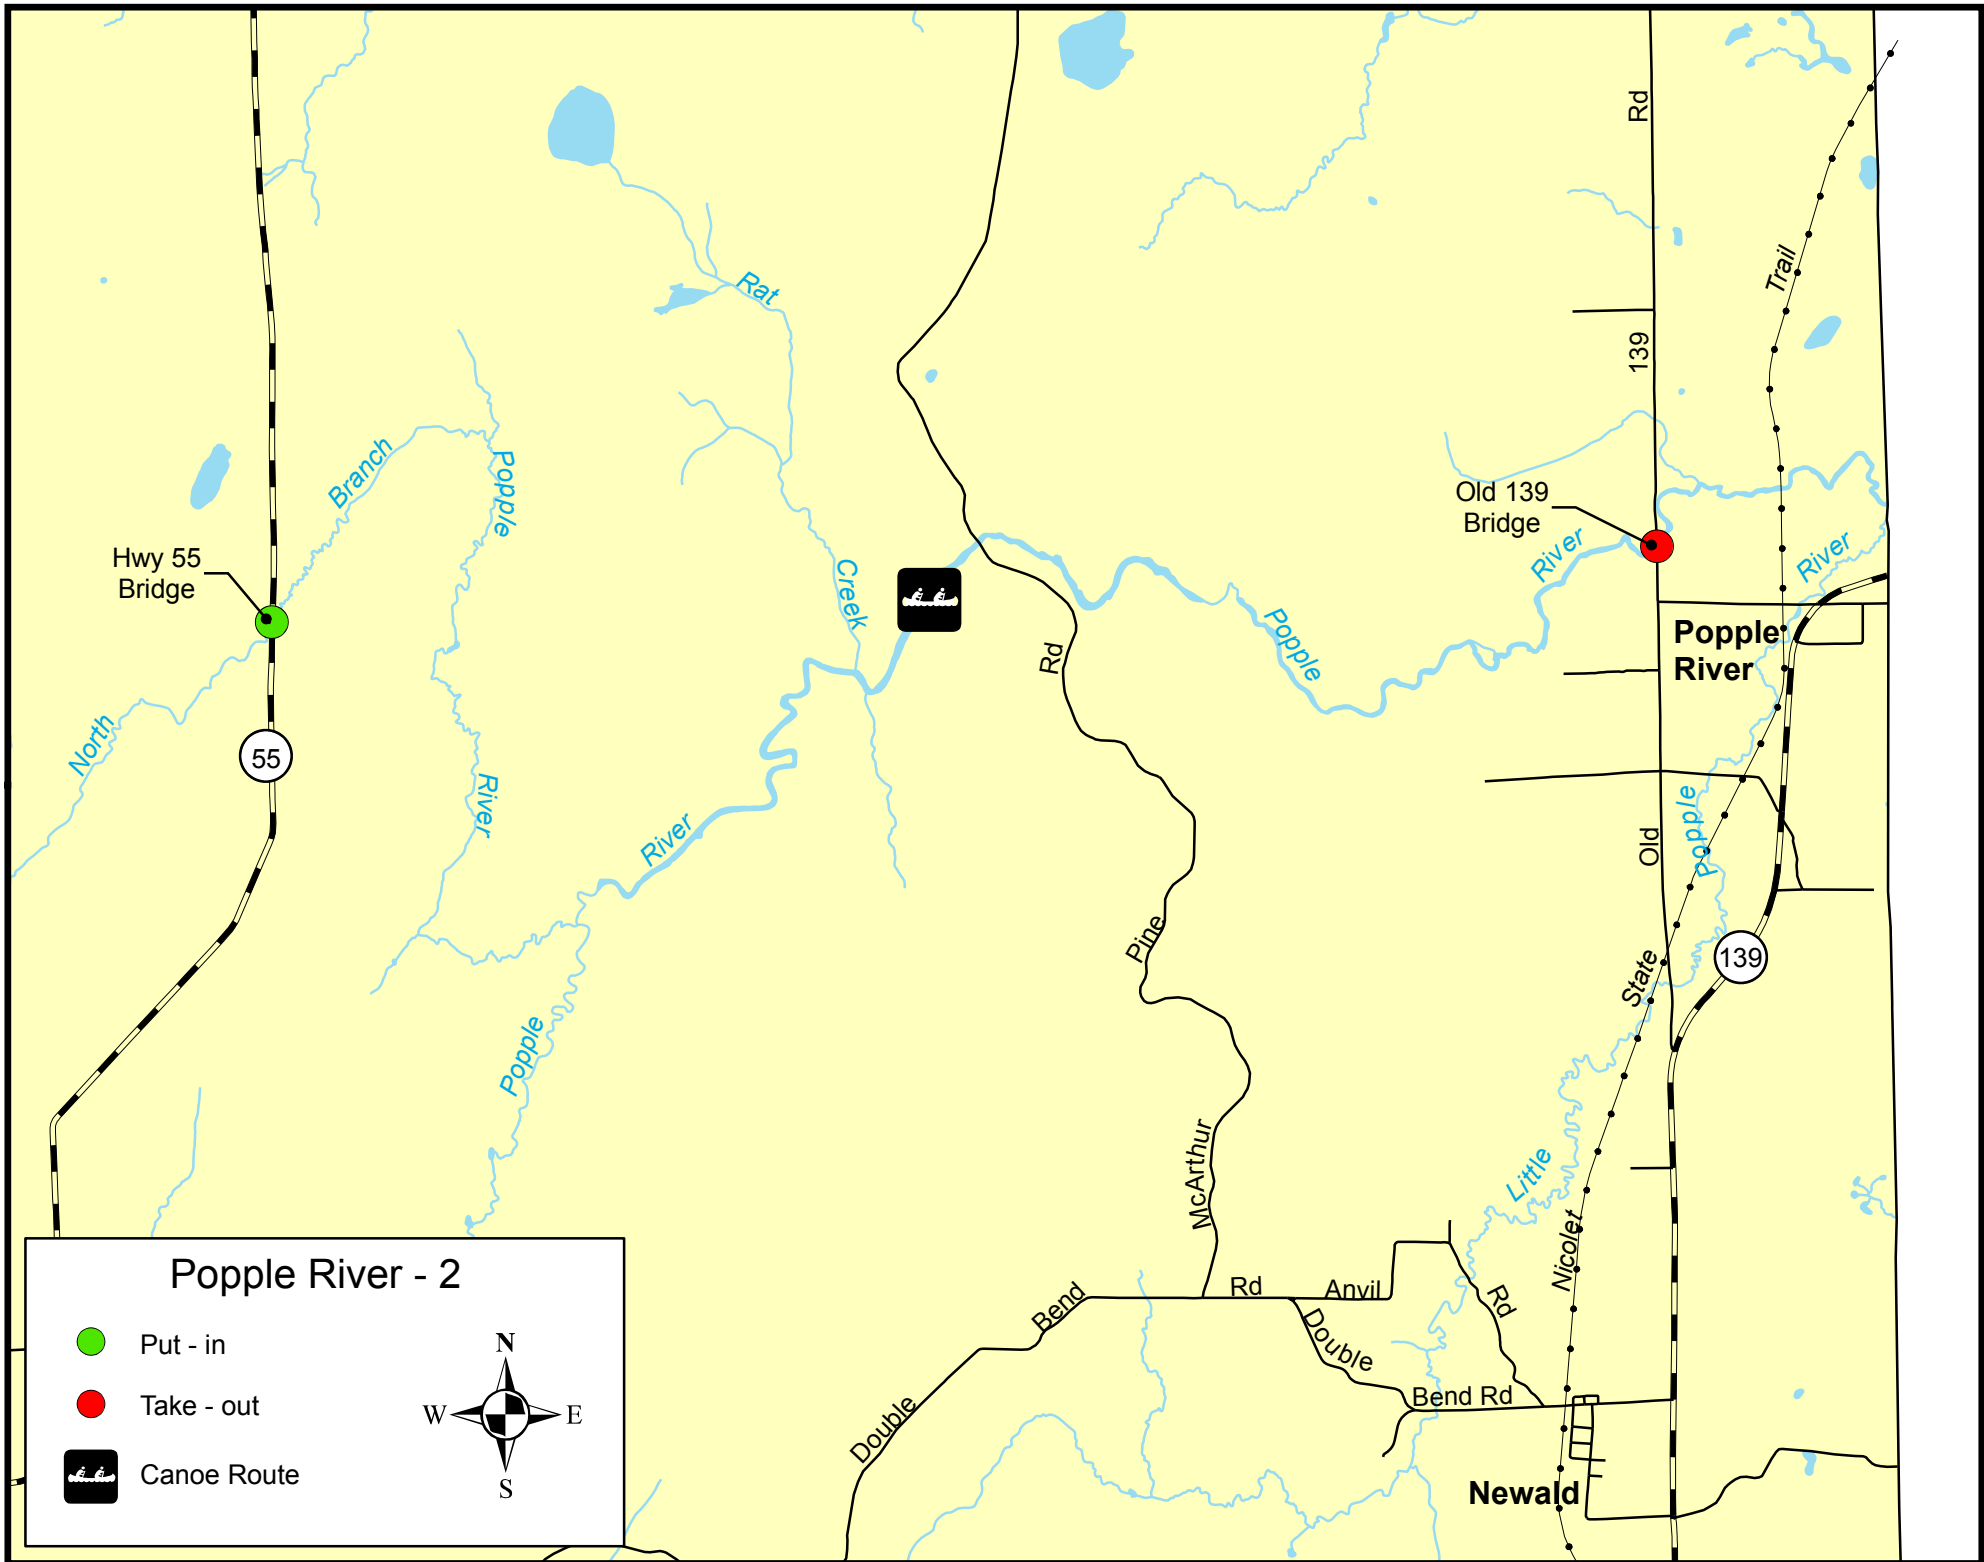 Rd
Trail
Rat
139
Branch
Popple
Old 139
Bridge
River
River
Hwy 55
Bridge
Creek
Popple
Popple
River
Rd
North
55
River
River
Popple
Old
Pine
State
139
Popple
McArthur
Little
Nicolet
Bend
Rd
Anvil
Rd
Double
Bend Rd
Double
Newald
Popple River - 2
Put - in
Take - out
Canoe Route
N
W
E
S